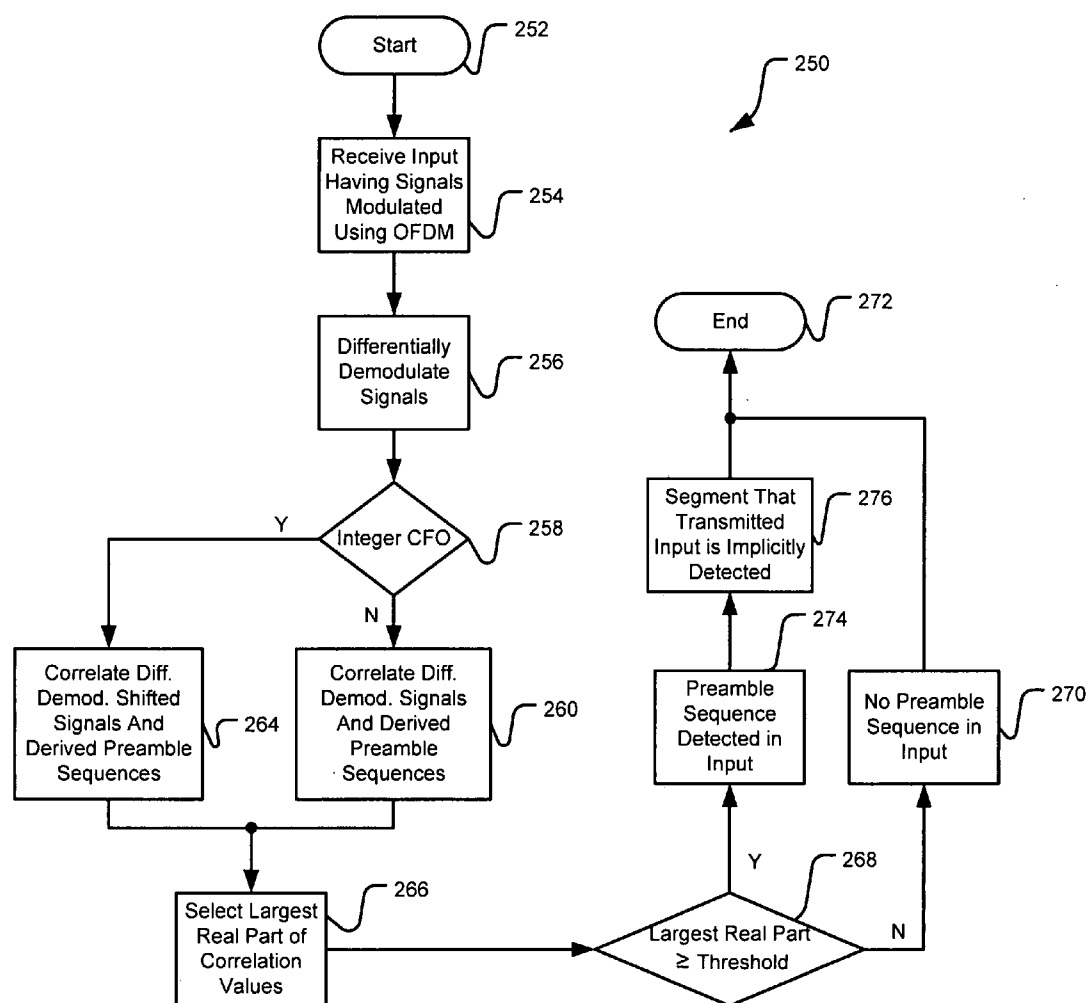 Start
252
250
Receive Input
Having Signals
Modulated
Using OFDM
254
272
End
Differentially
Demodulate
Signals
256
Segment That
Transmitted
Input is Implicitly
Detected
276
Y
Integer CFO
258
N
274
Correlate Diff.
Demod. Shifted
Signals And
Derived Preamble
Sequences
264
Correlate Diff.
Demod. Signals
And Derived
Preamble
Sequences
260
Preamble
Sequence
Detected in
Input
No Preamble
Sequence in
Input
270
Y
268
266
Select Largest
Real Part of
Correlation
Values
Largest Real Part
≥ Threshold
N